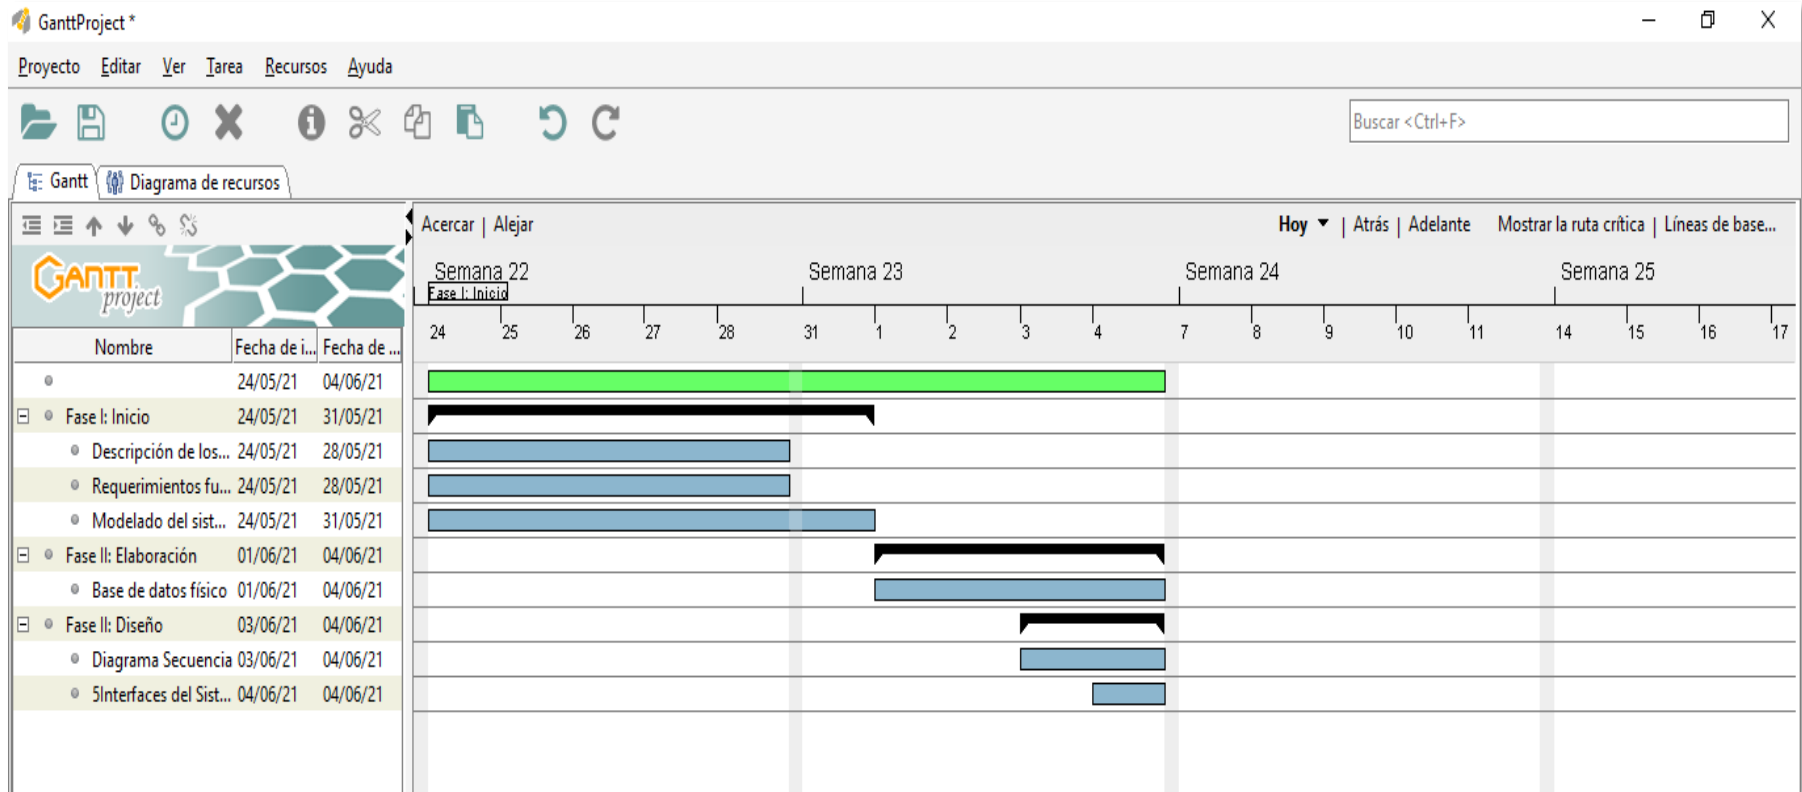 GanttProject *
Proyecto Editar Ver Tarea Recursos Ayuda
Buscar <Ctrl+F>
Gantt Diagrama de recursos
Acercar | Alejar Hoy | Atrás | Adelante Mostrar la ruta crítica | Líneas de base...
GANTT project
Semana 22 Semana 23 Semana 24 Semana 25
Fase I: Inicio
24 25 26 27 28 31 1 2 3 4 7 8 9 10 11 14 15 16 17
Nombre Fecha de i... Fecha de ...
24/05/21 04/06/21
Fase I: Inicio 24/05/21 31/05/21
Descripción de los... 24/05/21 28/05/21
Requerimientos fu... 24/05/21 28/05/21
Modelado del sist... 24/05/21 31/05/21
Fase II: Elaboración 01/06/21 04/06/21
Base de datos físico 01/06/21 04/06/21
Fase II: Diseño 03/06/21 04/06/21
Diagrama Secuencia 03/06/21 04/06/21
5Interfaces del Sist... 04/06/21 04/06/21